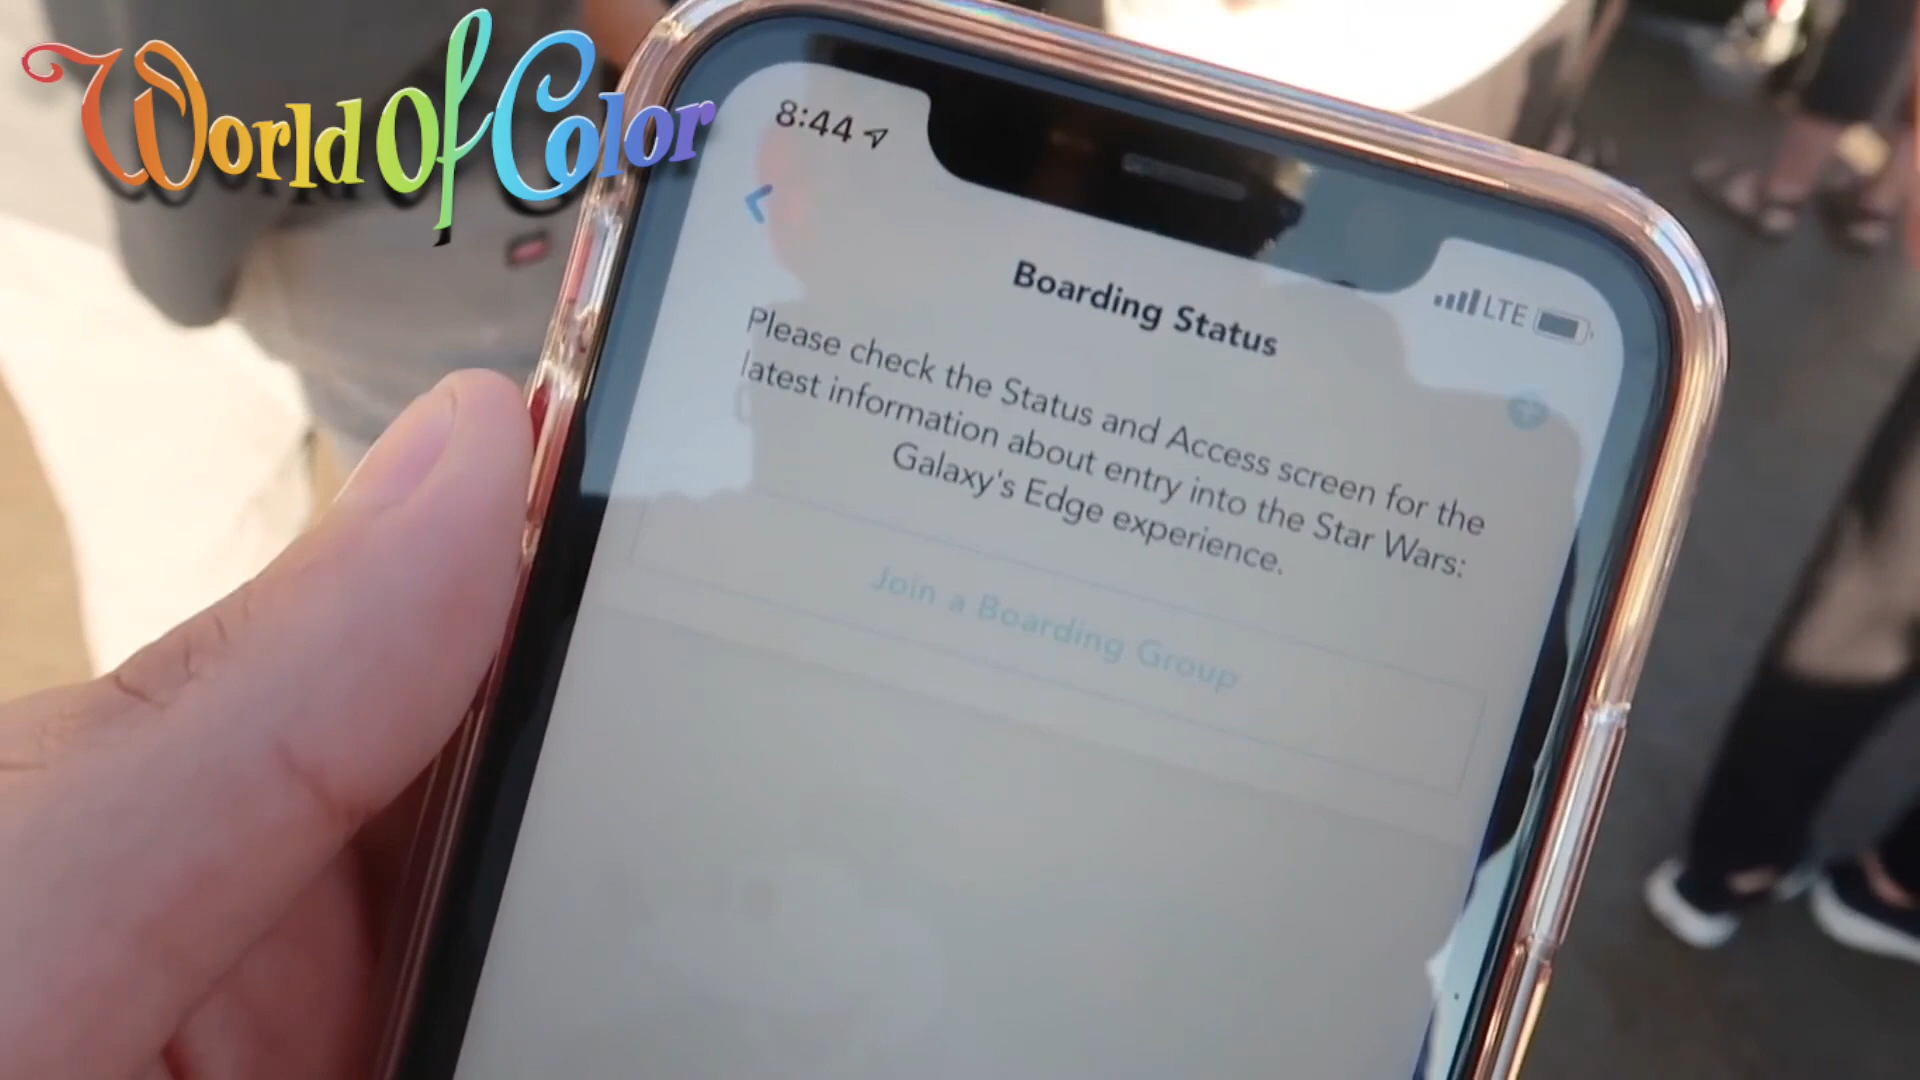 World Of Color
8:44
LTE
Boarding Status
Please check the Status and Access screen for the
latest information about entry into the Star Wars:
Galaxy's Edge experience.
Join a Boarding Group